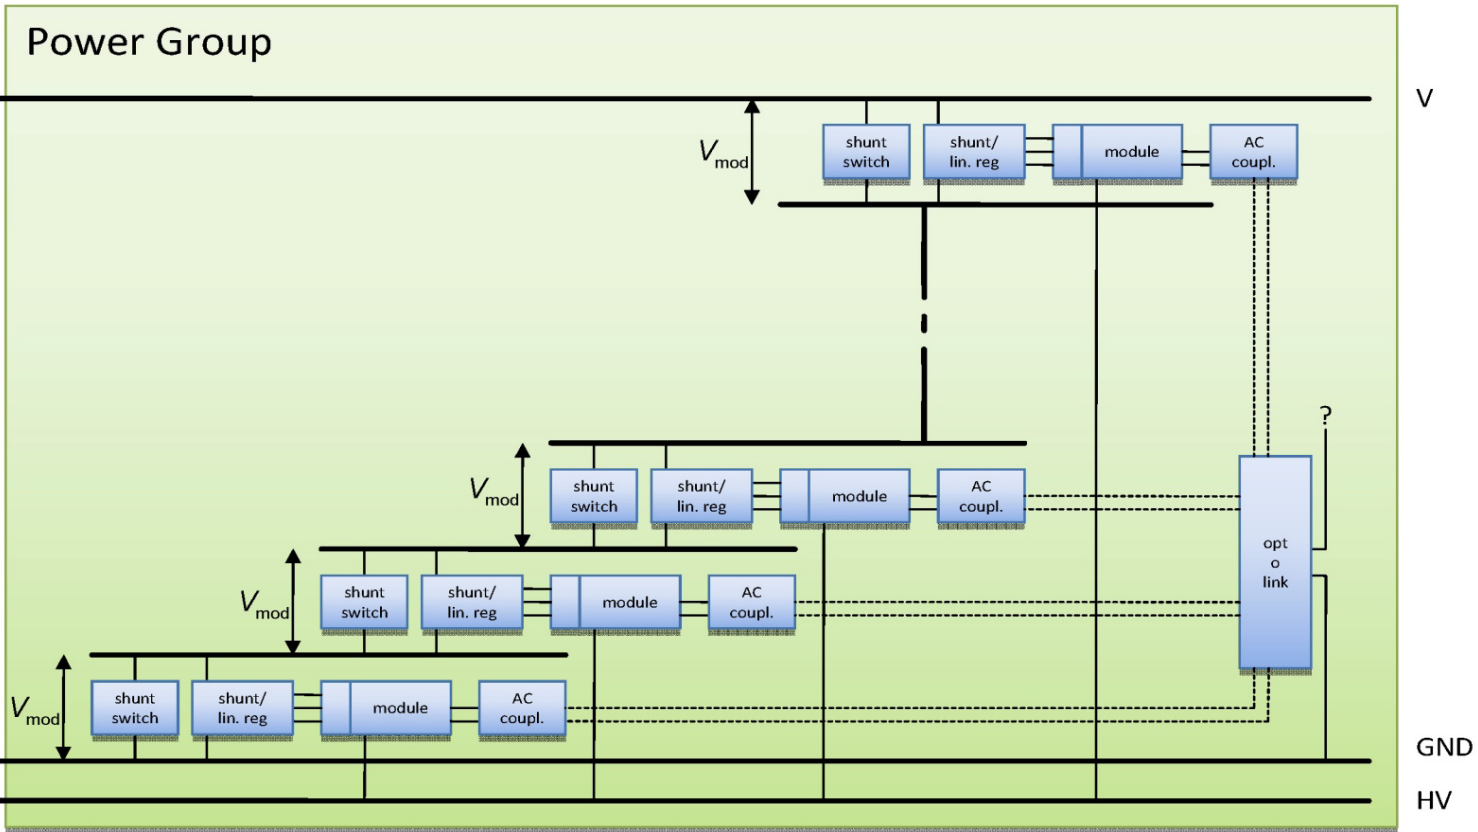 Power Group
V
Vmod
shunt
switch
shunt/
lin. reg
module
AC
coupl.
?
Vmod
shunt
switch
shunt/
lin. reg
module
AC
coupl.
opt
o
link
Vmod
shunt
switch
shunt/
lin. reg
module
AC
coupl.
Vmod
shunt
switch
shunt/
lin. reg
module
AC
coupl.
GND
HV